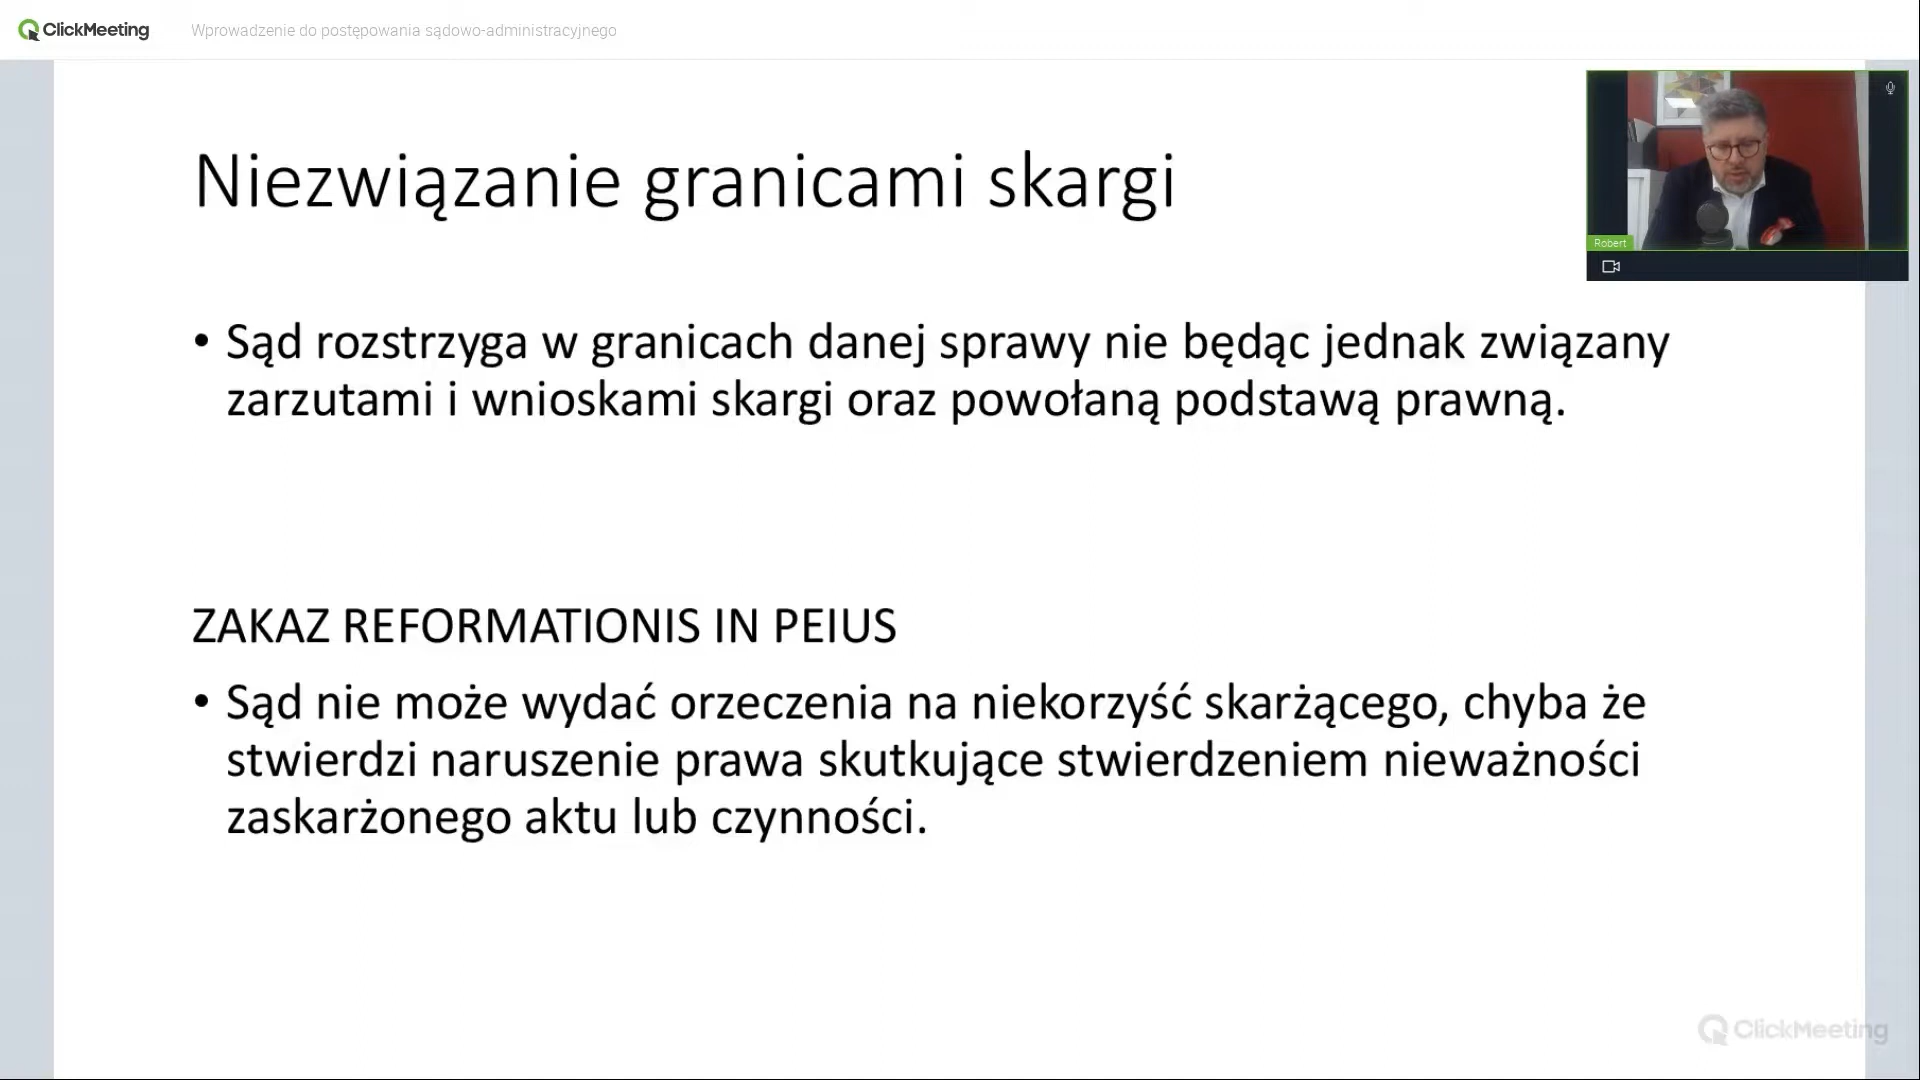 ClickMeeting
Wprowadzenie do postępowania sądowo-administracyjnego
Niezwiązanie granicami skargi
Robert
• Sąd rozstrzyga w granicach danej sprawy nie będąc jednak związany
zarzutami i wnioskami skargi oraz powołaną podstawą prawną.
ZAKAZ REFORMATIONIS IN PEIUS
• Sąd nie może wydać orzeczenia na niekorzyść skarżącego, chyba że
stwierdzi naruszenie prawa skutkujące stwierdzeniem nieważności
zaskarżonego aktu lub czynności.
ClickMeeting